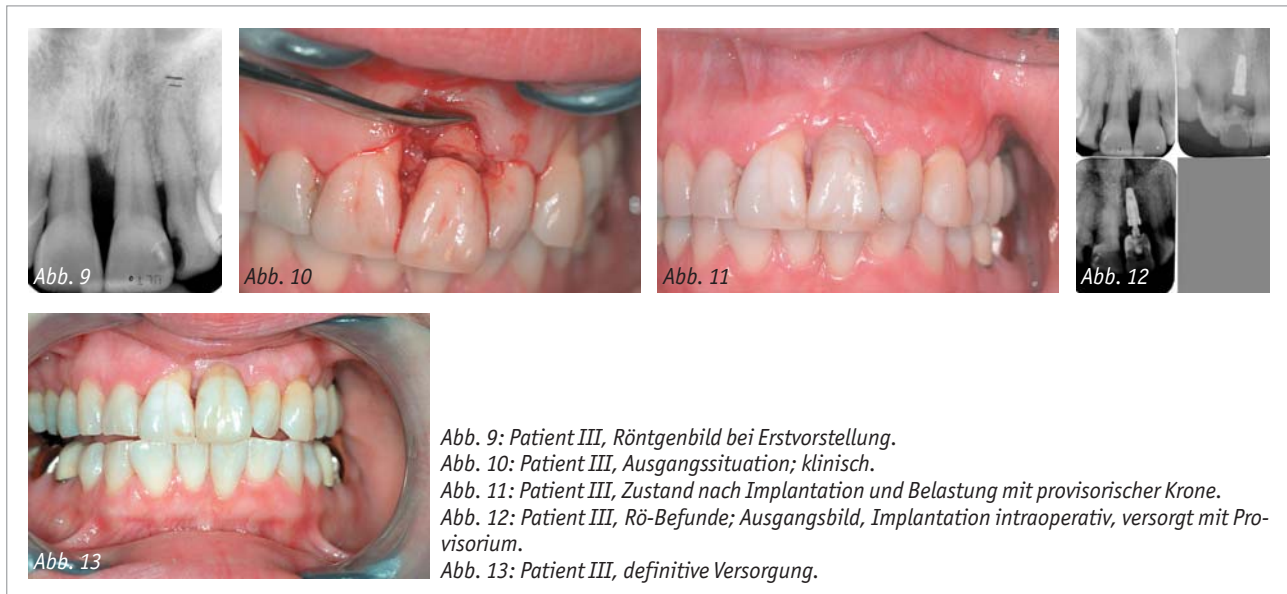 Abb. 9
Abb. 10
Abb. 11
Abb. 12
Abb. 13
Abb. 9: Patient III, Röntgenbild bei Erstvorstellung.
Abb. 10: Patient III, Ausgangssituation; klinisch.
Abb. 11: Patient III, Zustand nach Implantation und Belastung mit provisorischer Krone.
Abb. 12: Patient III, Rö-Befunde; Ausgangsbild, Implantation intraoperativ, versorgt mit Pro-
visorium.
Abb. 13: Patient III, definitive Versorgung.